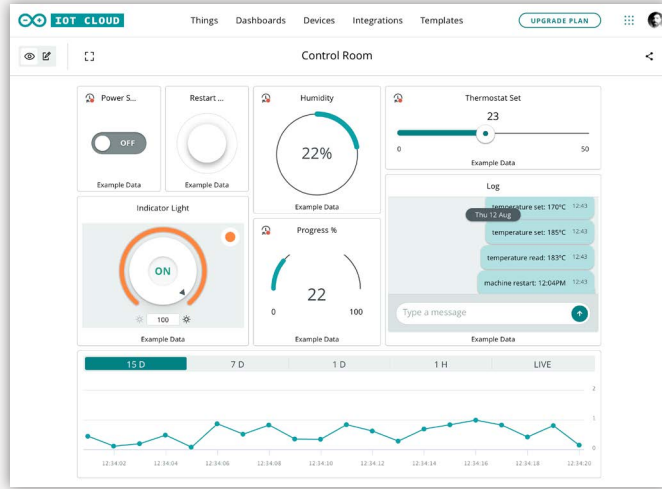 IOT CLOUD
Things Dashboards Devices Integrations Templates
UPGRADE PLAN
Control Room
Power S...
OFF
Example Data
Restart ...
Example Data
Humidity
22%
Example Data
Thermostat Set
23
0 50
Example Data
Indicator Light
ON
100
Example Data
Progress %
22
0 100
Example Data
Log
temperature set: 170°C 12:43
Thu 12 Aug
temperature set: 185°C 12:43
temperature read: 183°C 12:43
machine restart: 12:04PM 12:43
Type a message
Example Data
15 D 7 D 1 D 1 H LIVE
2
1
0
12:34:02 12:34:04 12:34:06 12:34:08 12:34:10 12:34:12 12:34:14 12:34:16 12:34:18 12:34:20